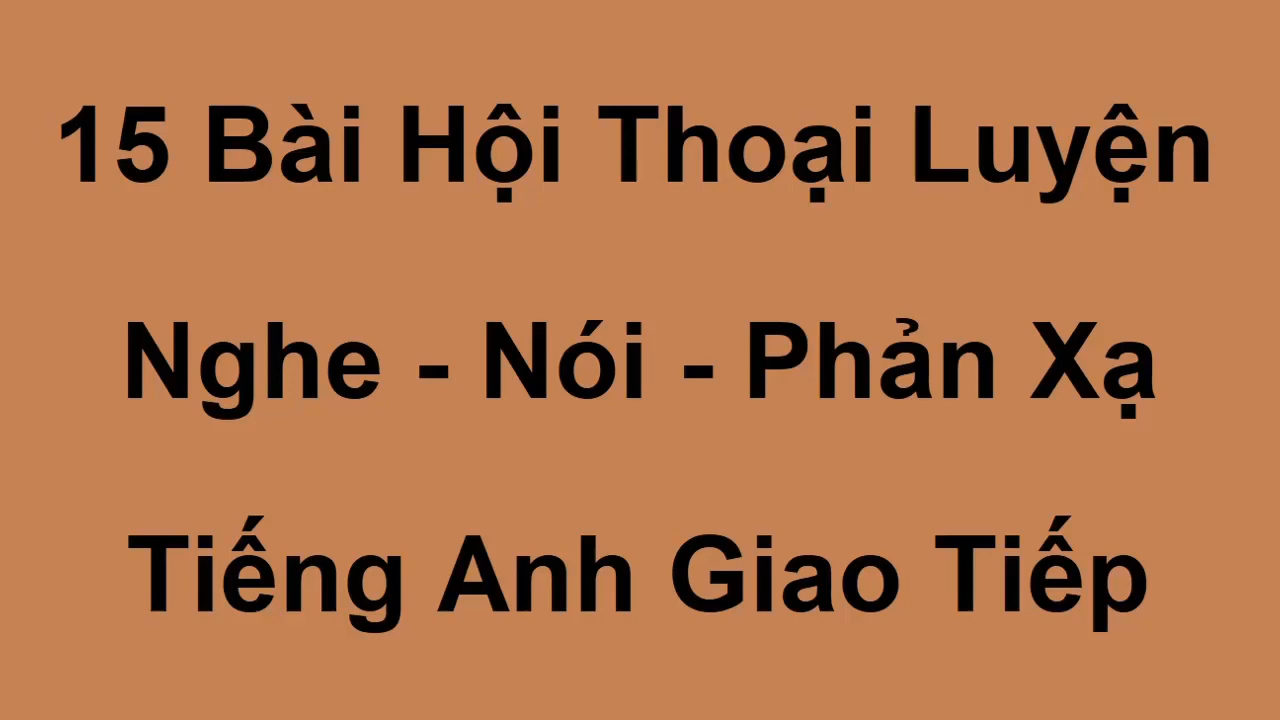 15 Bài Hội Thoại Luyện
Nghe - Nói - Phản Xạ
Tiếng Anh Giao Tiếp